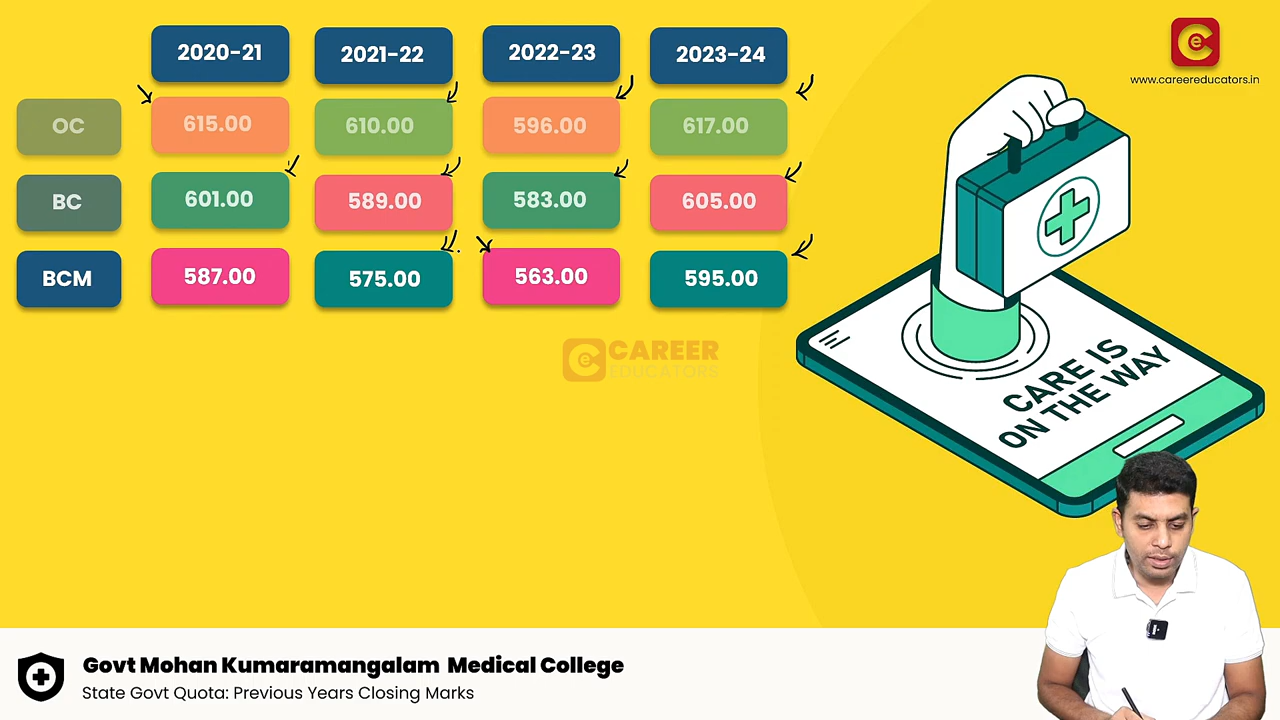 2020-21 2021-22 2022-23 2023-24
OC 615.00 610.00 596.00 617.00
BC 601.00 589.00 583.00 605.00
BCM 587.00 575.00 563.00 595.00
e
www.careereducators.in
e CAREER
EDUCATORS
CARE IS
ON THE WAY
Govt Mohan Kumaramangalam Medical College
State Govt Quota: Previous Years Closing Marks